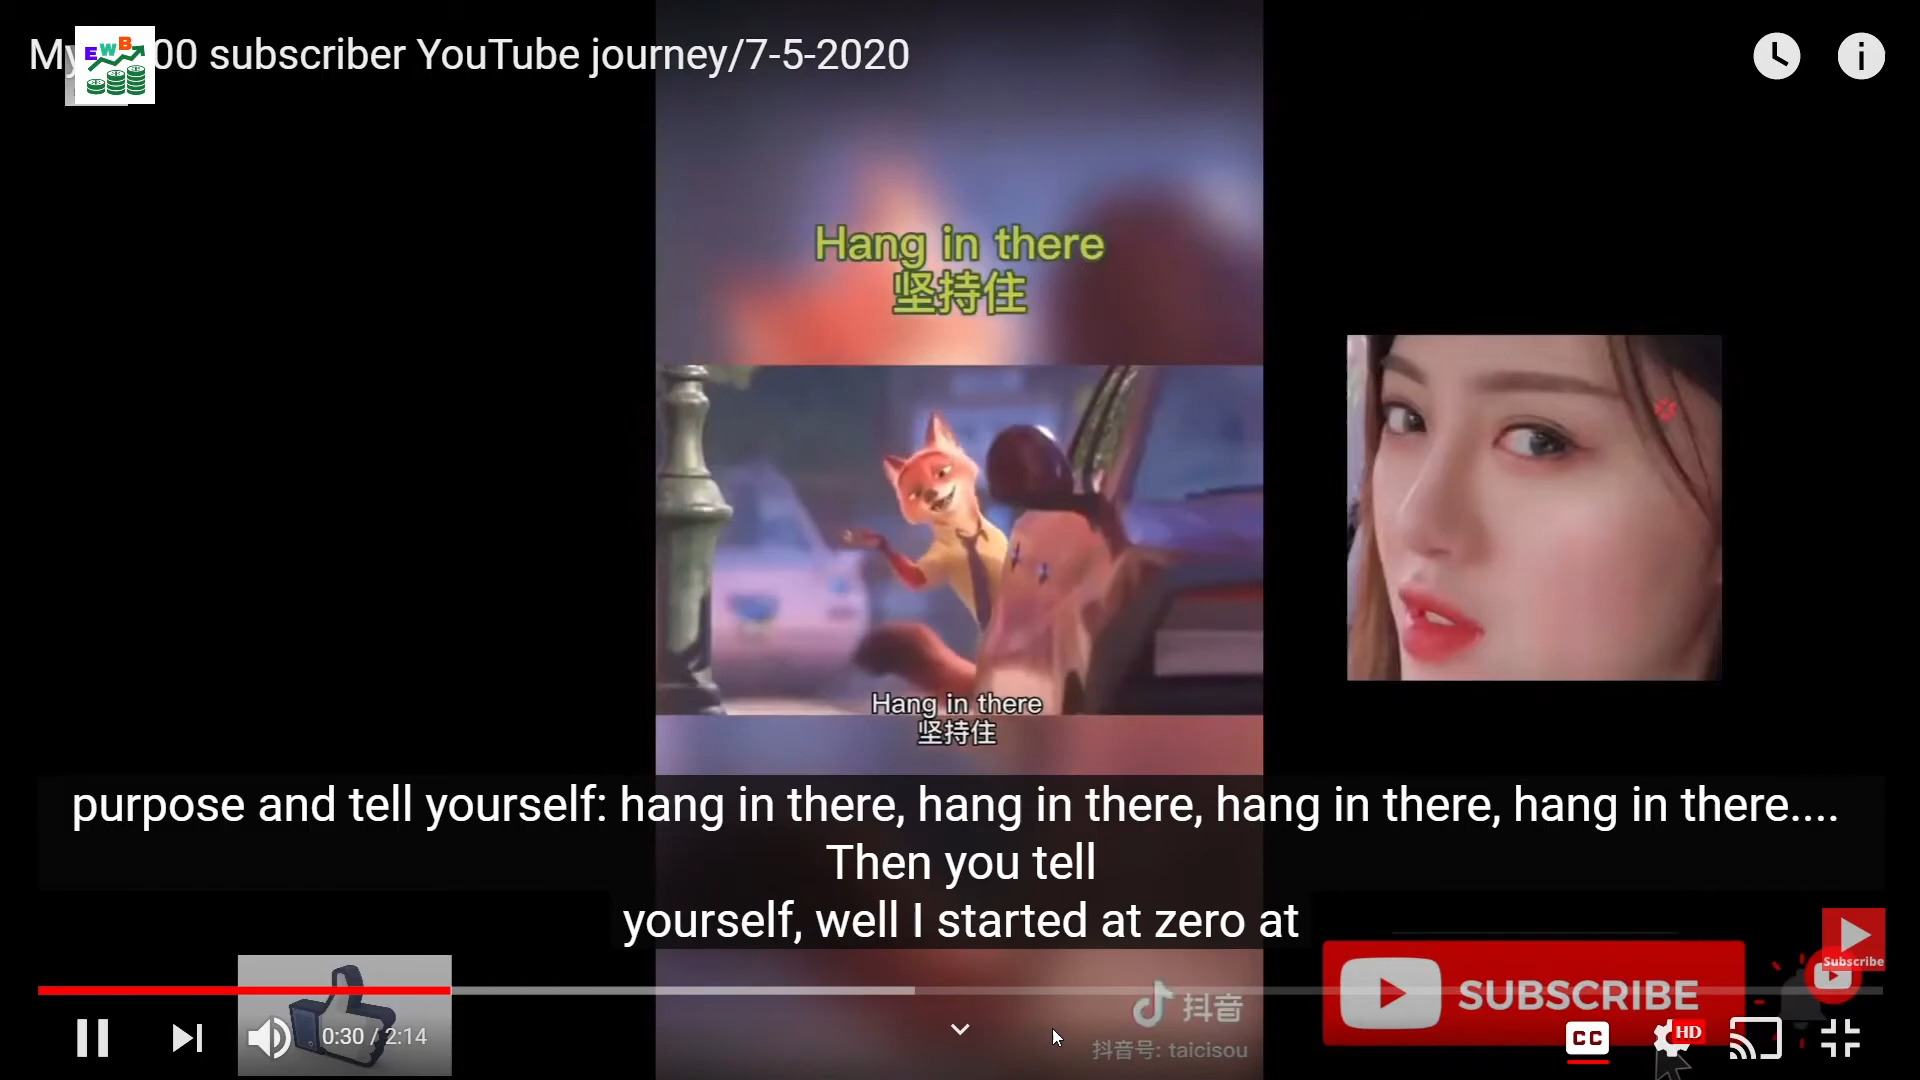 My 00 subscriber YouTube journey/7-5-2020
EWB
Hang in there
坚持住
Hang in there
坚持住
purpose and tell yourself: hang in there, hang in there, hang in there, hang in there....
Then you tell
yourself, well I started at zero at
Subscribe
SUBSCRIBE
抖音
抖音号: taicisou
0:30 / 2:14
CC
HD